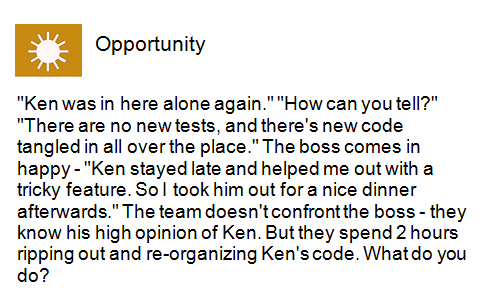 Opportunity
"Ken was in here alone again." "How can you tell?"
"There are no new tests, and there's new code
tangled in all over the place." The boss comes in
happy - "Ken stayed late and helped me out with a
tricky feature. So I took him out for a nice dinner
afterwards." The team doesn't confront the boss - they
know his high opinion of Ken. But they spend 2 hours
ripping out and re-organizing Ken's code. What do you
do?